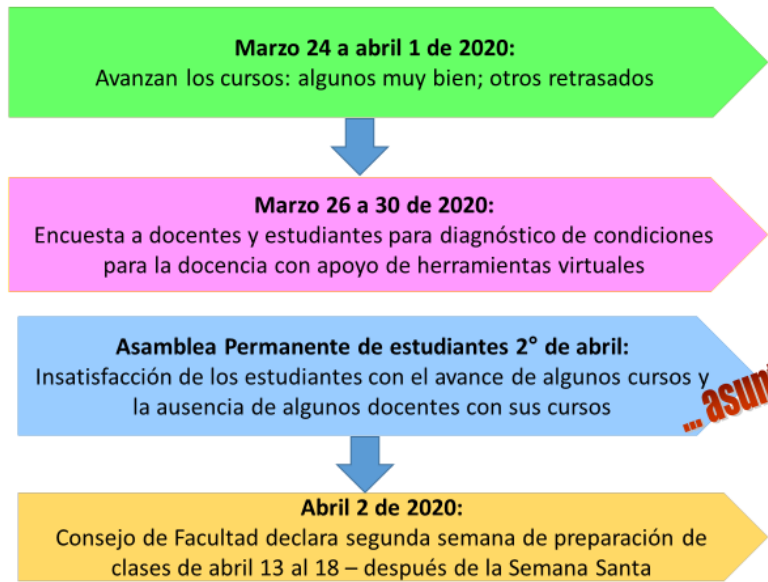 Marzo 24 a abril 1 de 2020:
Avanzan los cursos: algunos muy bien; otros retrasados
Marzo 26 a 30 de 2020:
Encuesta a docentes y estudiantes para diagnóstico de condiciones
para la docencia con apoyo de herramientas virtuales
Asamblea Permanente de estudiantes 2° de abril:
Insatisfacción de los estudiantes con el avance de algunos cursos y
la ausencia de algunos docentes con sus cursos
Abril 2 de 2020:
Consejo de Facultad declara segunda semana de preparación de
clases de abril 13 al 18 – después de la Semana Santa